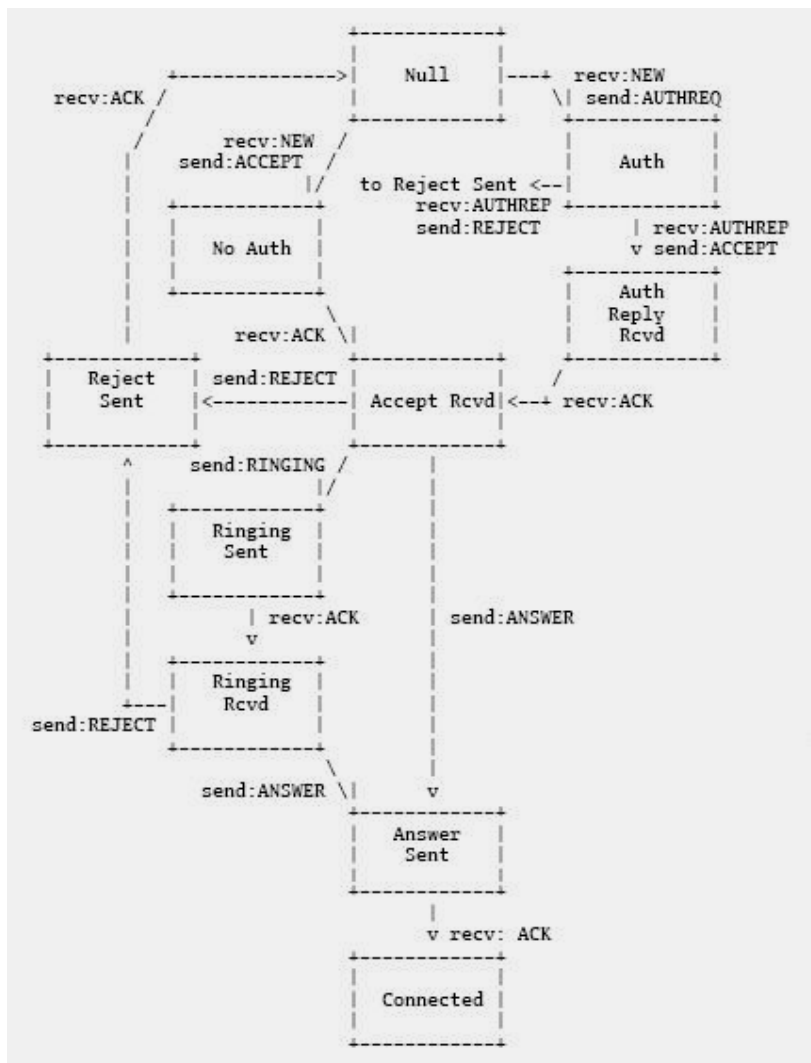 Null
recv:NEW
send:AUTHREQ
recv:ACK
recv:NEW
send:ACCEPT
Auth
to Reject Sent <--
recv:AUTHREP
send:REJECT
No Auth
recv:AUTHREP
send:ACCEPT
Auth
Reply
Rcvd
recv:ACK
Reject
Sent
send:REJECT
Accept Rcvd
recv:ACK
send:RINGING
Ringing
Sent
recv:ACK
send:ANSWER
Ringing
Rcvd
send:REJECT
send:ANSWER
Answer
Sent
recv: ACK
Connected